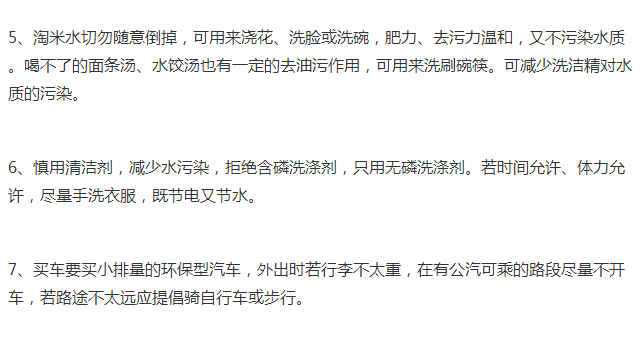 5、淘米水切勿随意倒掉，可用来浇花、洗脸或洗碗，肥力、去污力温和，又不污染水质
。喝不了的面条汤、水饺汤也有一定的去油污作用，可用来洗刷碗筷。可减少洗洁精对水
质的污染。
6、慎用清洁剂，减少水污染，拒绝含磷洗涤剂，只用无磷洗涤剂。若时间允许、体力允
许，尽量手洗衣服，既节电又节水。
7、买车要买小排量的环保型汽车，外出时若行李不太重，在有公汽可乘的路段尽量不开
车，若路途不太远应提倡骑自行车或步行。